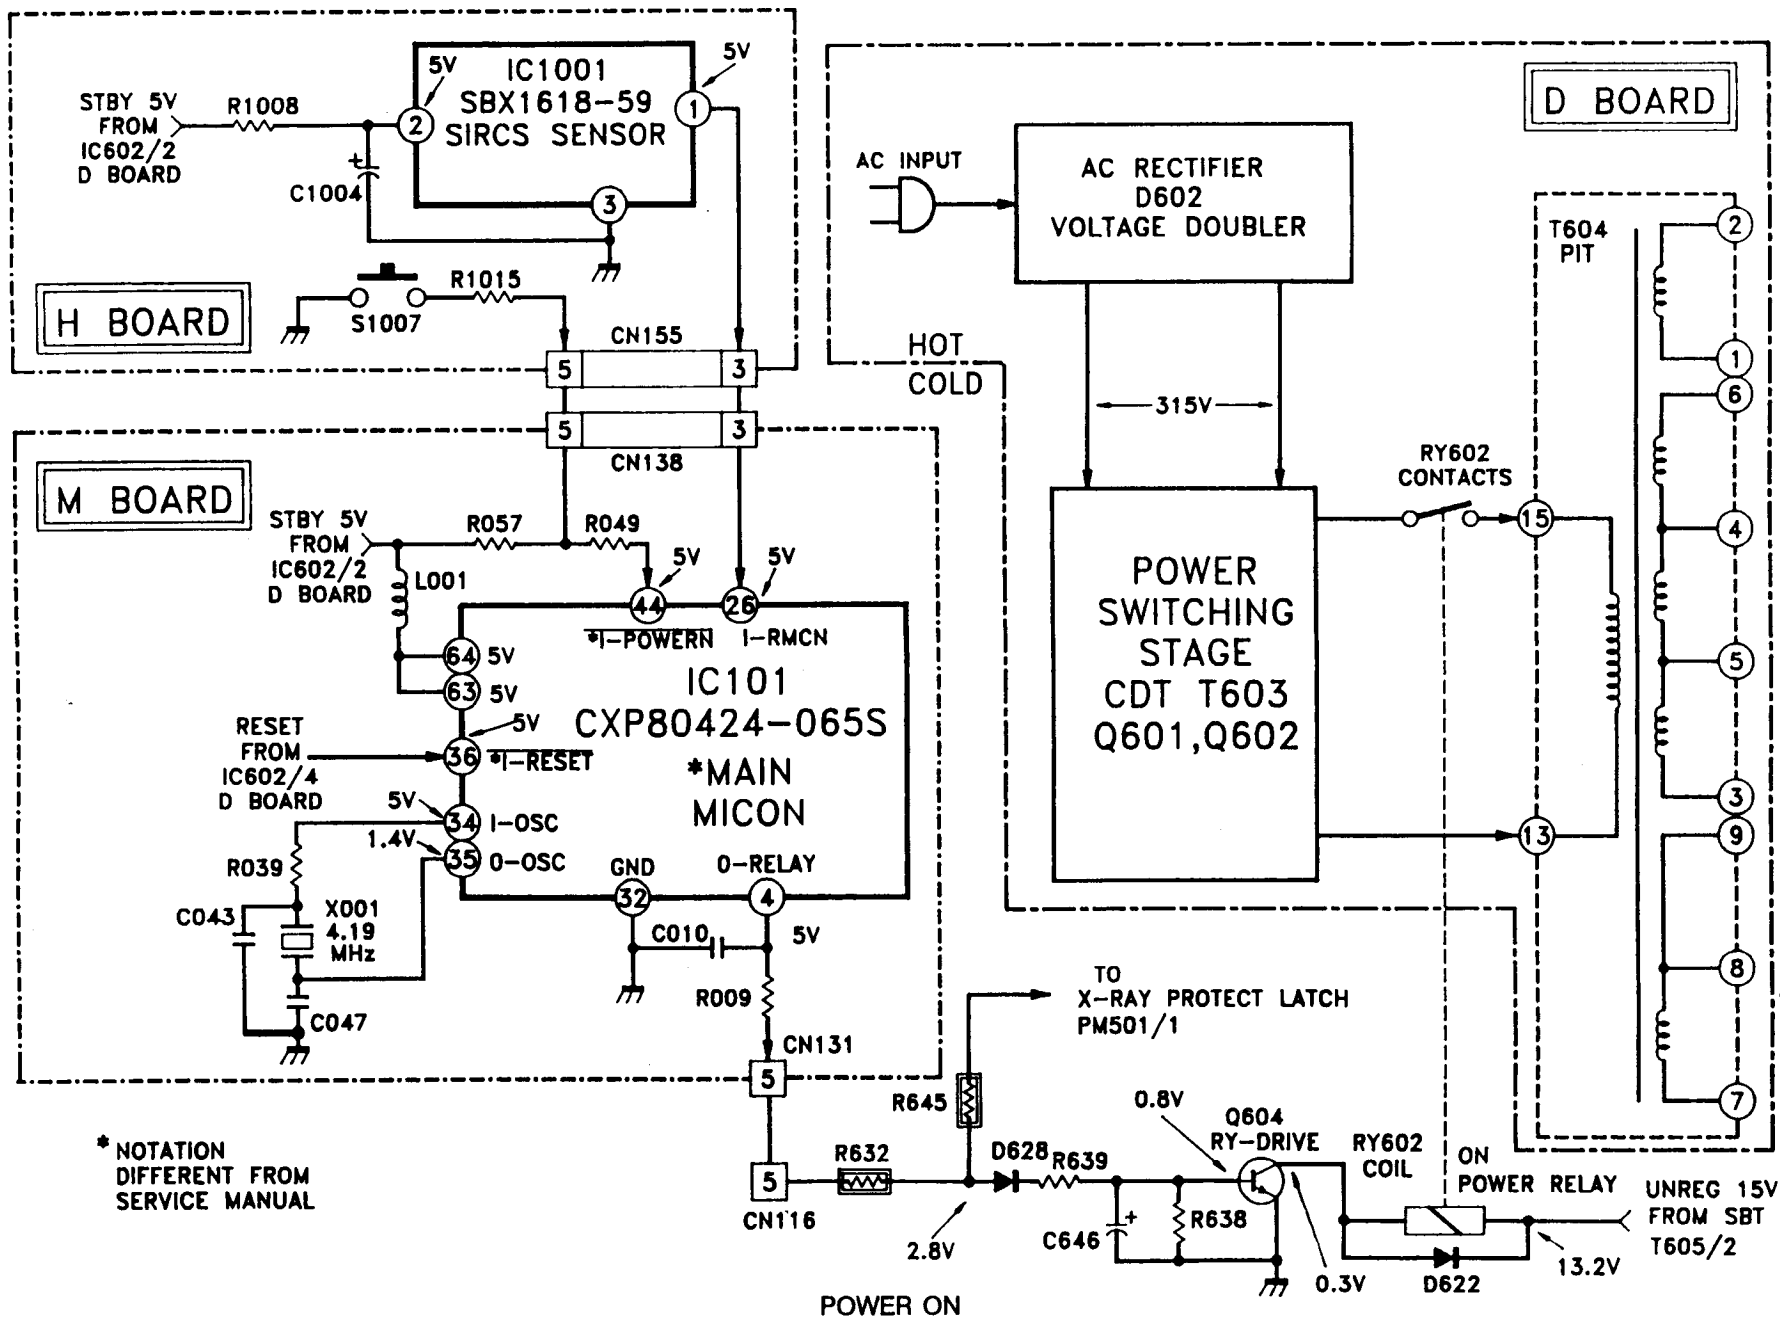 5V
IC1001
SBX1618-59
SIRCS SENSOR
5V
STBY 5V
FROM
IC602/2
D BOARD
R1008
2
1
C1004
+
3
H BOARD
S1007
R1015
CN155
5
3
D BOARD
AC INPUT
AC RECTIFIER
D602
VOLTAGE DOUBLER
HOT
COLD
315V
T604
PIT
2
1
6
4
5
3
9
8
7
RY602
CONTACTS
15
13
POWER
SWITCHING
STAGE
CDT T603
Q601,Q602
5
3
CN138
M BOARD
STBY 5V
FROM
IC602/2
D BOARD
R057
R049
L001
5V
5V
44
26
*I-POWERN
I-RMCN
64
5V
63
5V
IC101
CXP80424-065S
*MAIN
MICON
RESET
FROM
IC602/4
D BOARD
5V
36
*I-RESET
5V
34
I-OSC
1.4V
35
O-OSC
R039
C043
X001
4.19
MHz
C047
GND
32
O-RELAY
4
C010
5V
R009
CN131
5
TO
X-RAY PROTECT LATCH
PM501/1
R645
* NOTATION
DIFFERENT FROM
SERVICE MANUAL
5
CN116
R632
D628
R639
2.8V
0.8V
Q604
RY-DRIVE
C646
+
R638
RY602
COIL
ON
POWER RELAY
UNREG 15V
FROM SBT
T605/2
0.3V
D622
13.2V
POWER ON